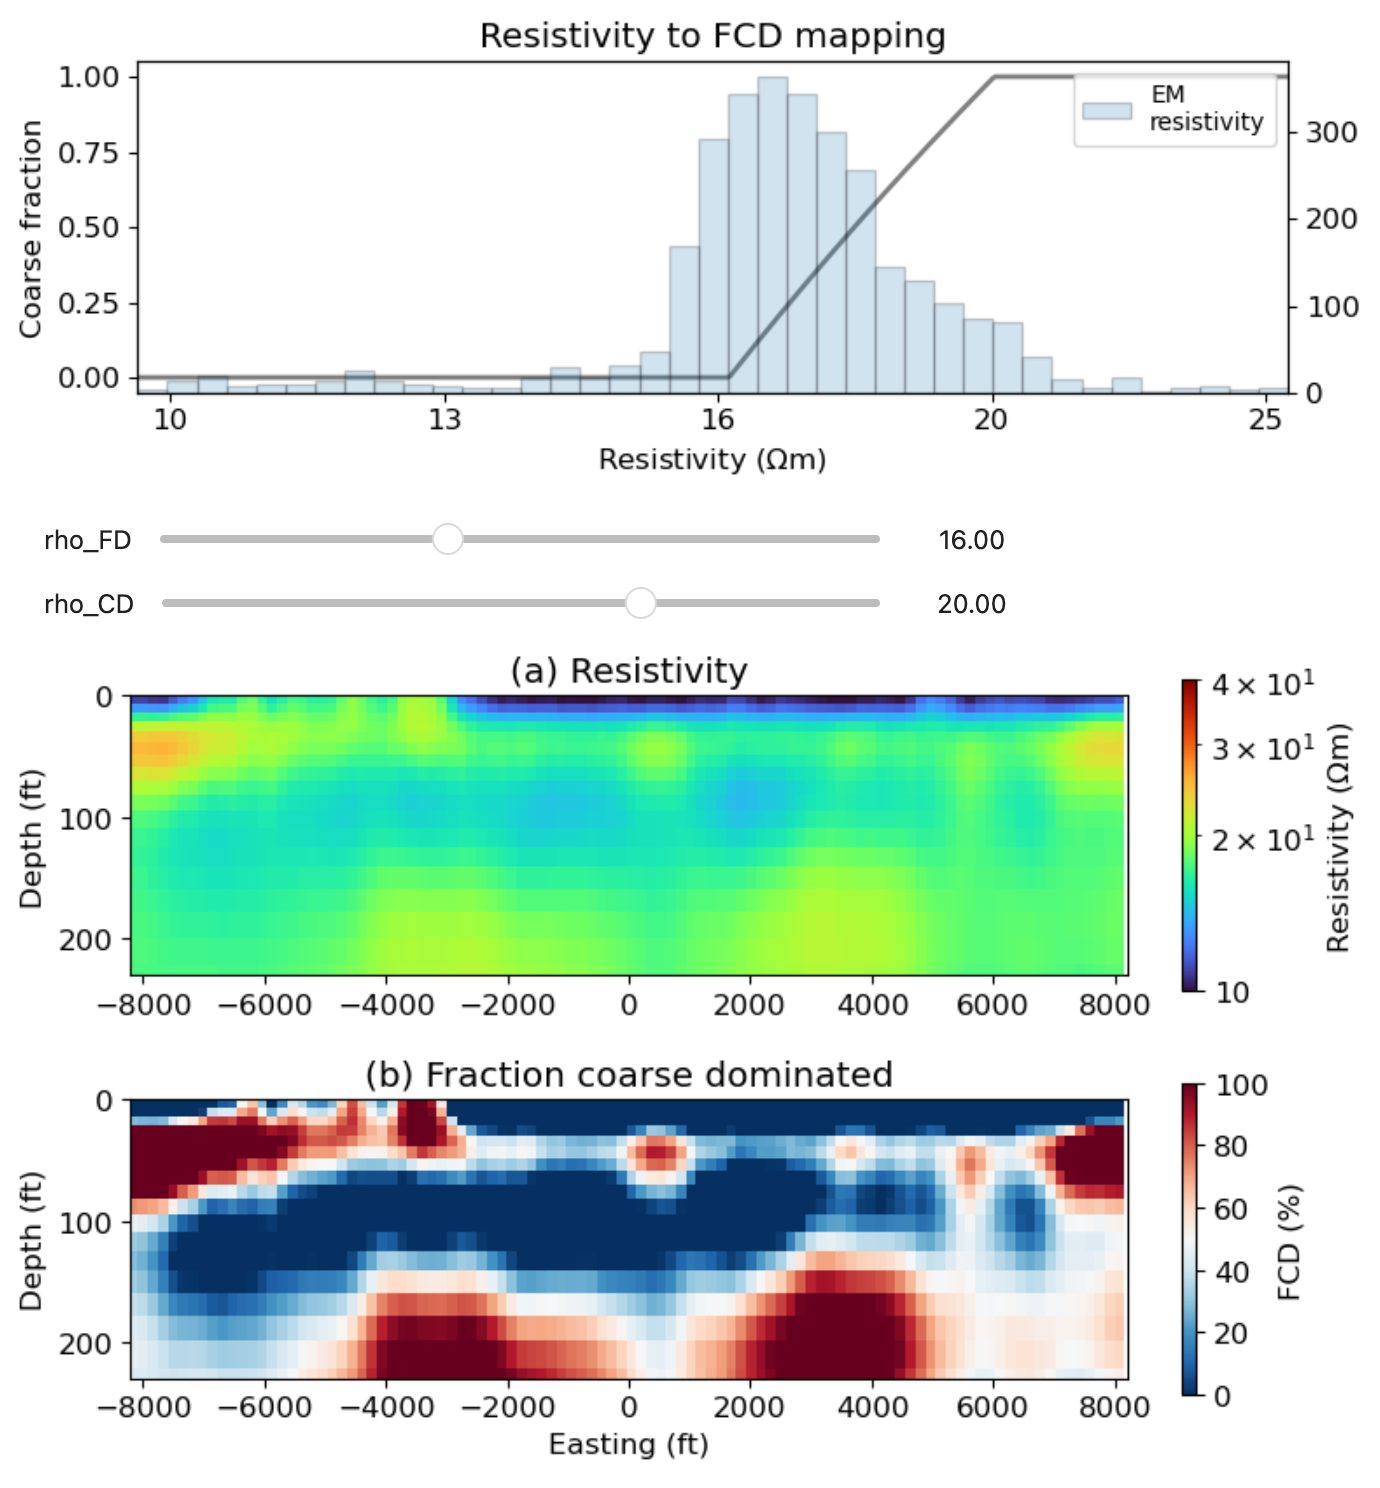 Resistivity to FCD mapping
1.00
0.75
0.50
0.25
0.00
Coarse fraction
EM
resistivity
300
200
100
0
10 13 16 20 25
Resistivity (Ωm)
rho_FD 16.00
rho_CD 20.00
(a) Resistivity
0
100
200
Depth (ft)
−8000 −6000 −4000 −2000 0 2000 4000 6000 8000
4 × 10¹
3 × 10¹
2 × 10¹
10
Resistivity (Ωm)
(b) Fraction coarse dominated
0
100
200
Depth (ft)
−8000 −6000 −4000 −2000 0 2000 4000 6000 8000
Easting (ft)
100
80
60
40
20
0
FCD (%)